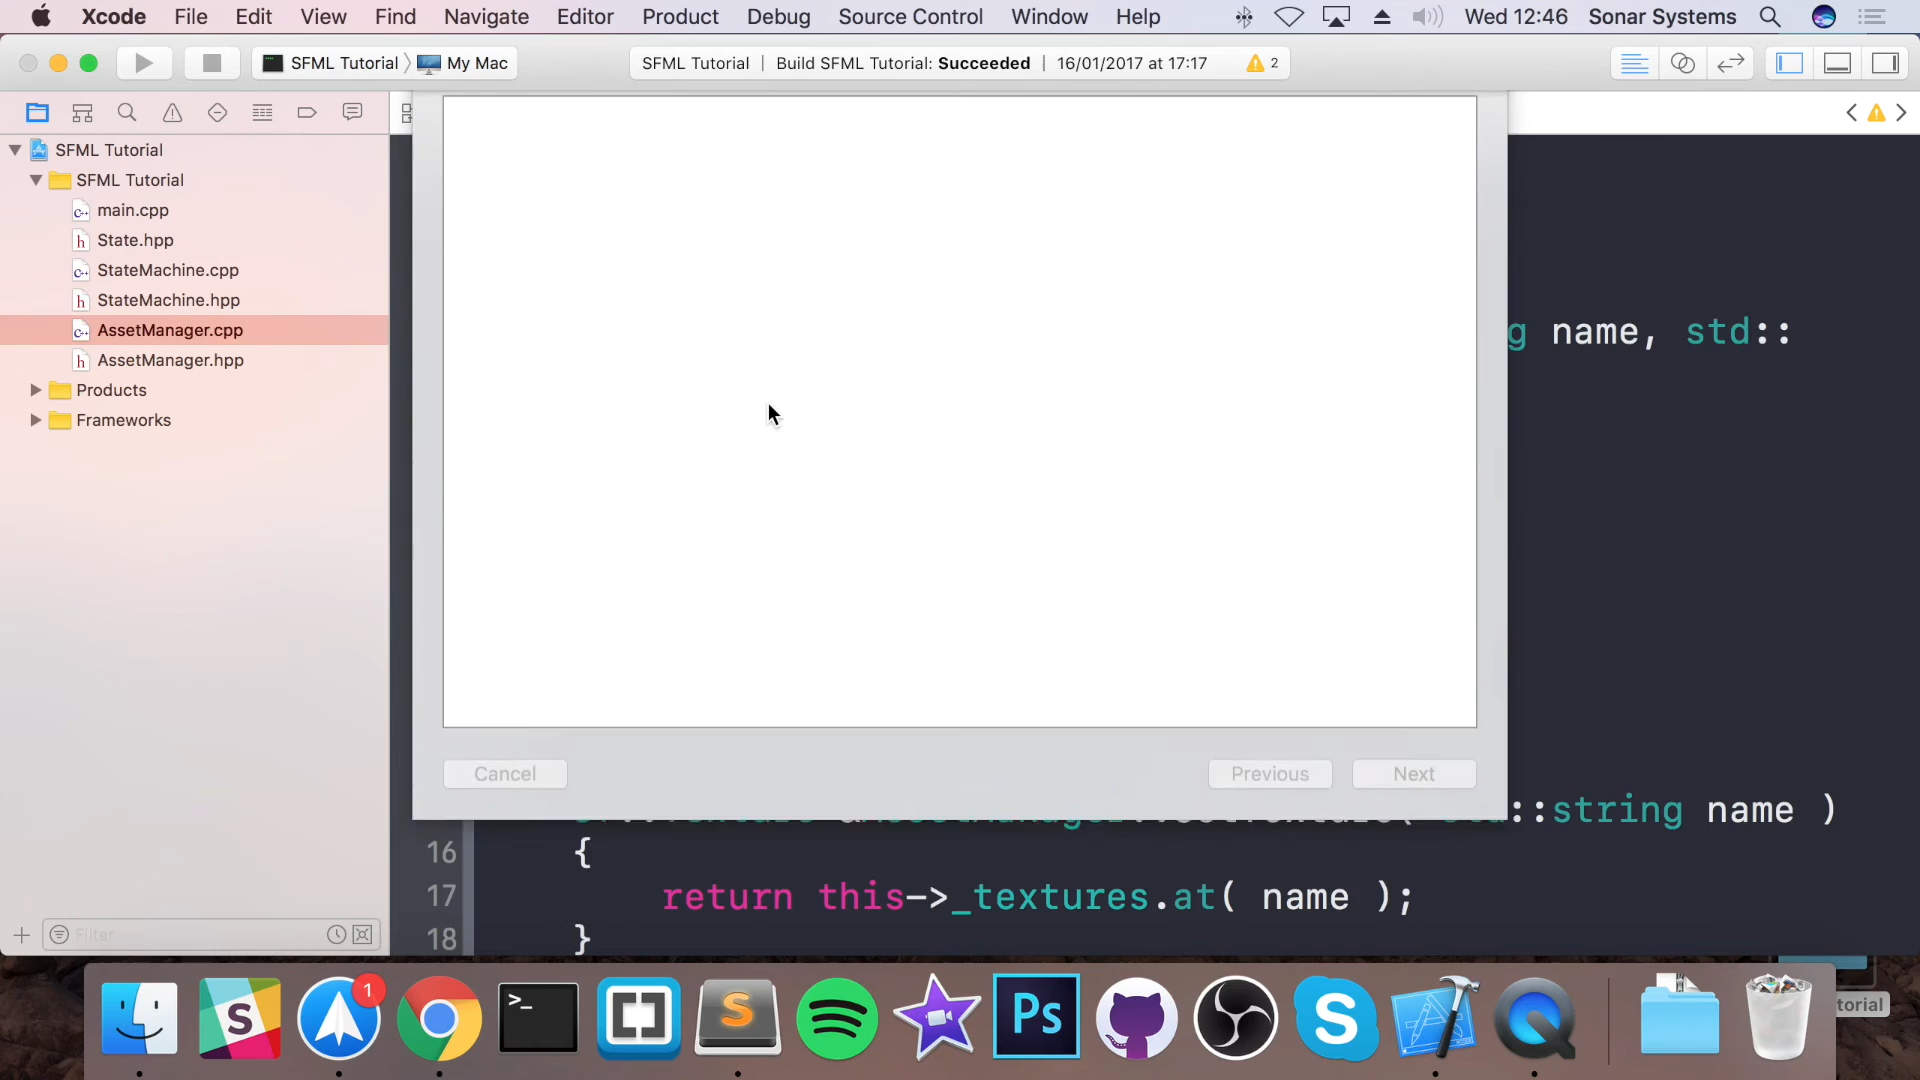 Xcode File Edit View Find Navigate Editor Product Debug Source Control Window Help Wed 12:46 Sonar Systems
SFML Tutorial My Mac SFML Tutorial | Build SFML Tutorial: Succeeded | 16/01/2017 at 17:17 2
SFML Tutorial
SFML Tutorial
main.cpp
State.hpp
StateMachine.cpp
StateMachine.hpp
AssetManager.cpp
AssetManager.hpp
Products
Frameworks
g name, std::
Cancel Previous Next
::string name )
16 {
17 return this->_textures.at( name );
18 }
Filter
1
S
>_
S
Ps
S
torial